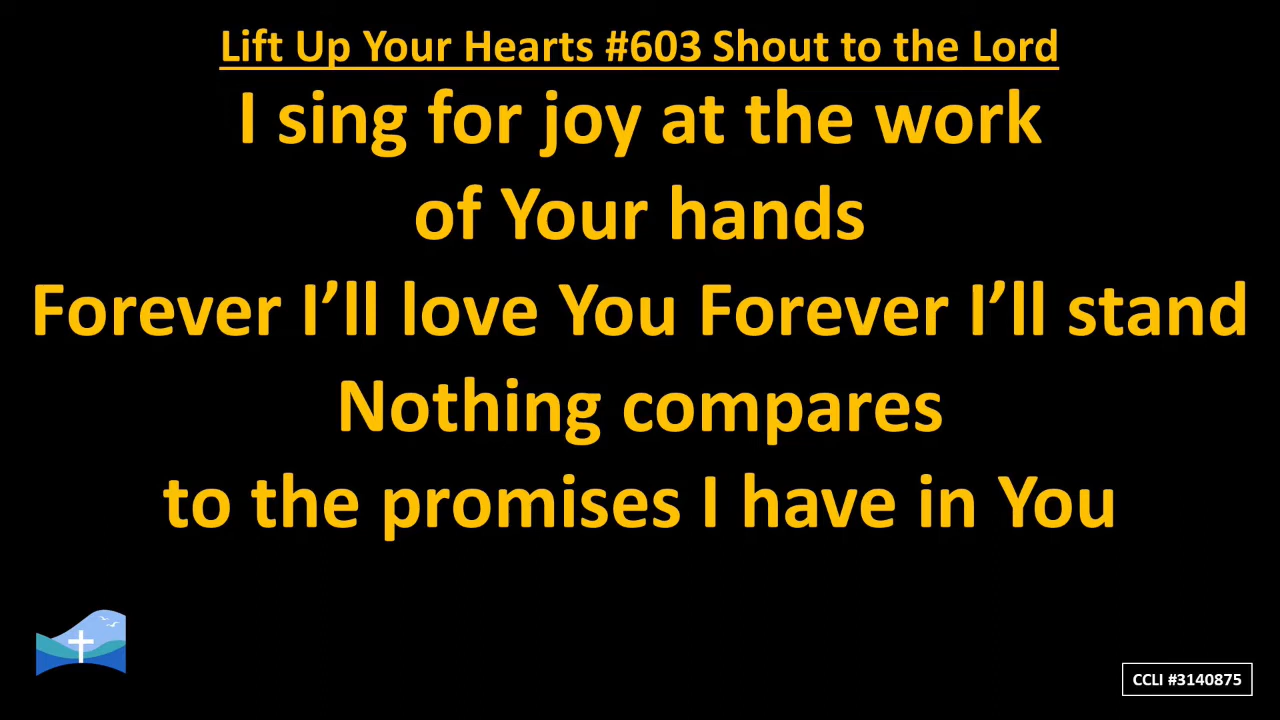 Lift Up Your Hearts #603 Shout to the Lord
I sing for joy at the work
of Your hands
Forever I’ll love You Forever I’ll stand
Nothing compares
to the promises I have in You
CCLI #3140875